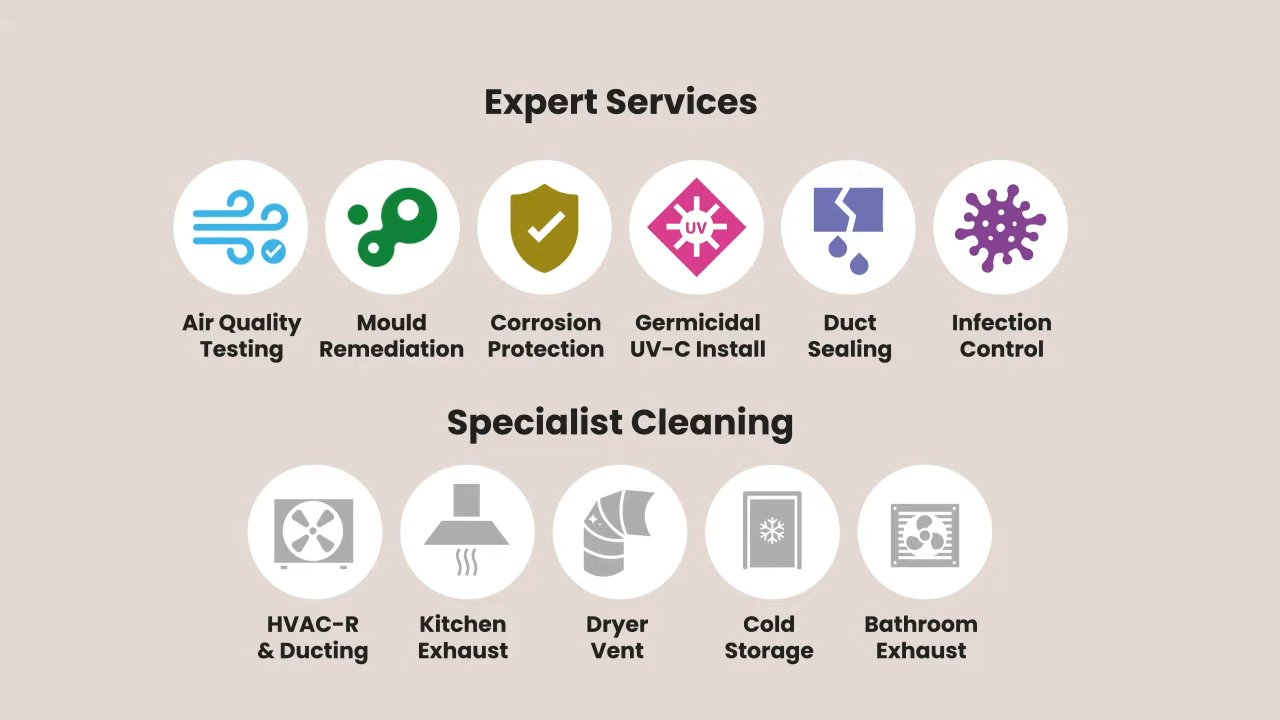 Expert Services
UV
Air Quality
Testing
Mould
Remediation
Corrosion
Protection
Germicidal
UV-C Install
Duct
Sealing
Infection
Control
Specialist Cleaning
HVAC-R
& Ducting
Kitchen
Exhaust
Dryer
Vent
Cold
Storage
Bathroom
Exhaust